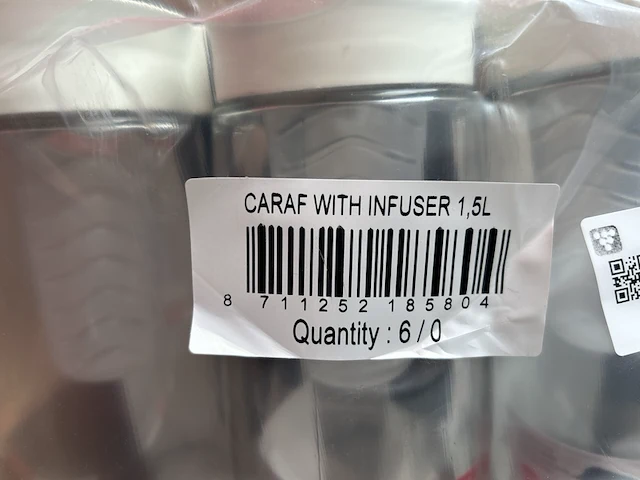 CARAF WITH INFUSER 1,5L
8 711252 185804
Quantity : 6 / 0